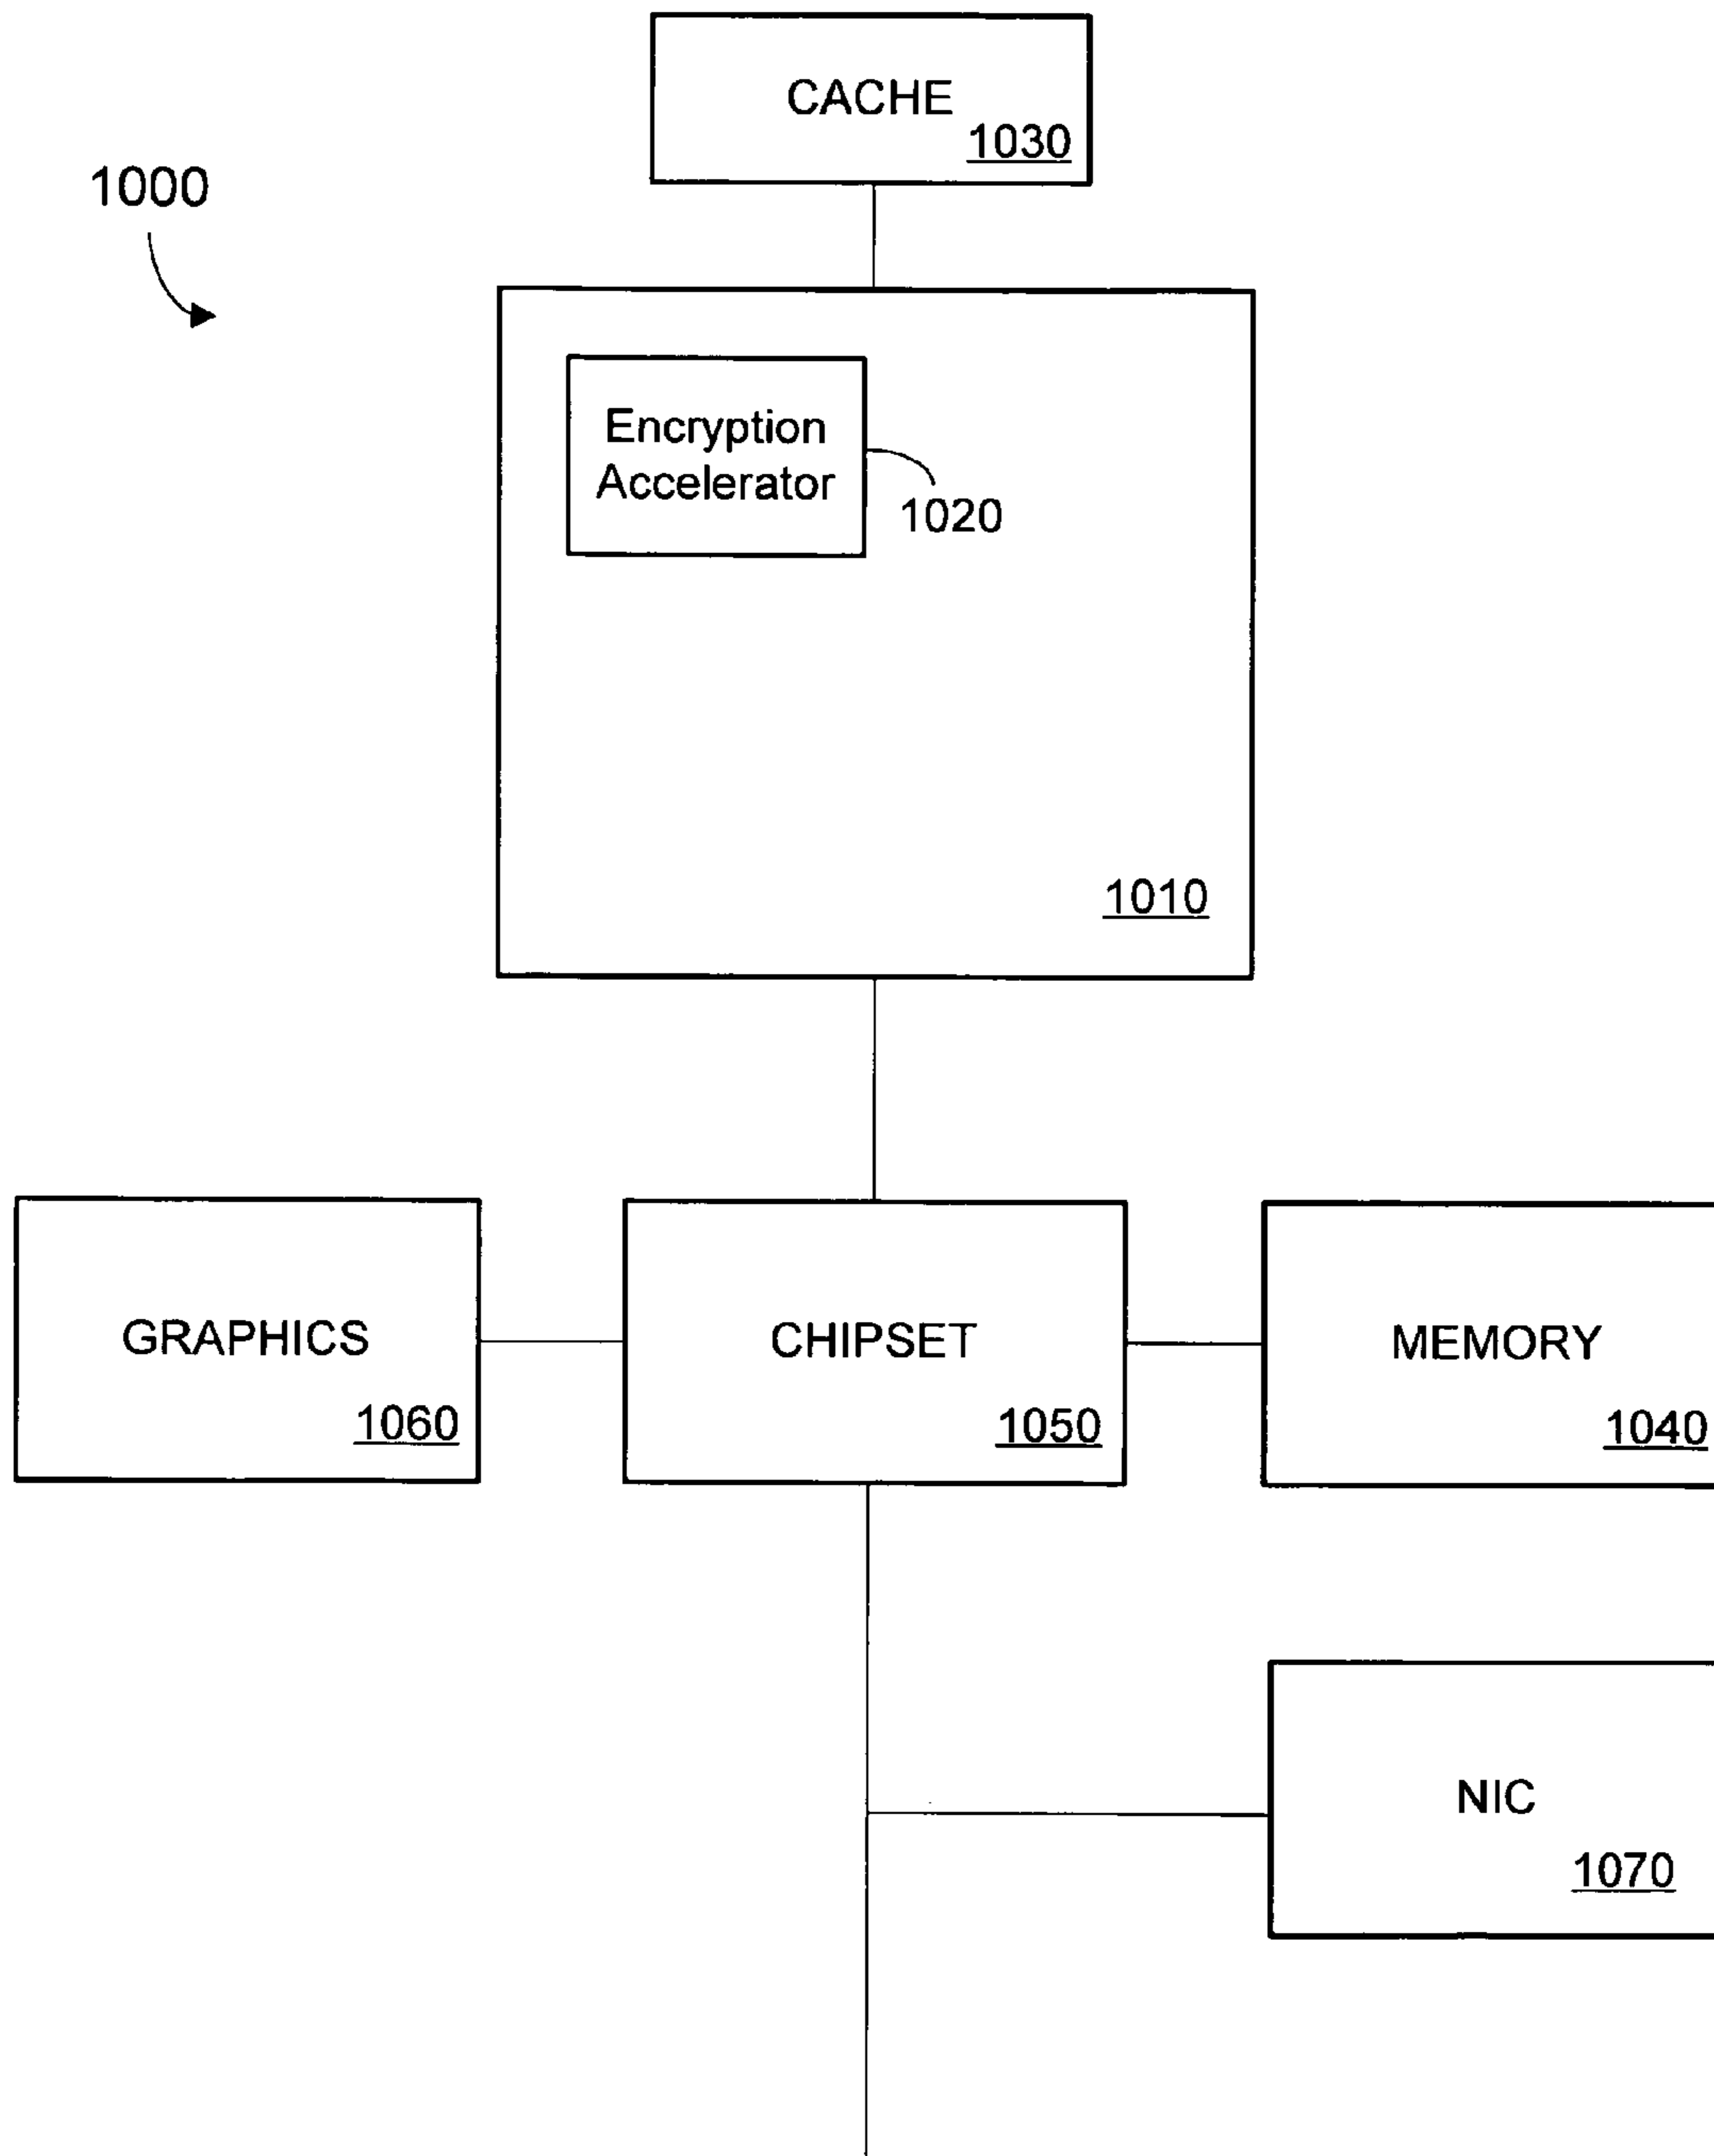 CACHE
1030
1000
Encryption
Accelerator
1020
1010
GRAPHICS
1060
CHIPSET
1050
MEMORY
1040
NIC
1070